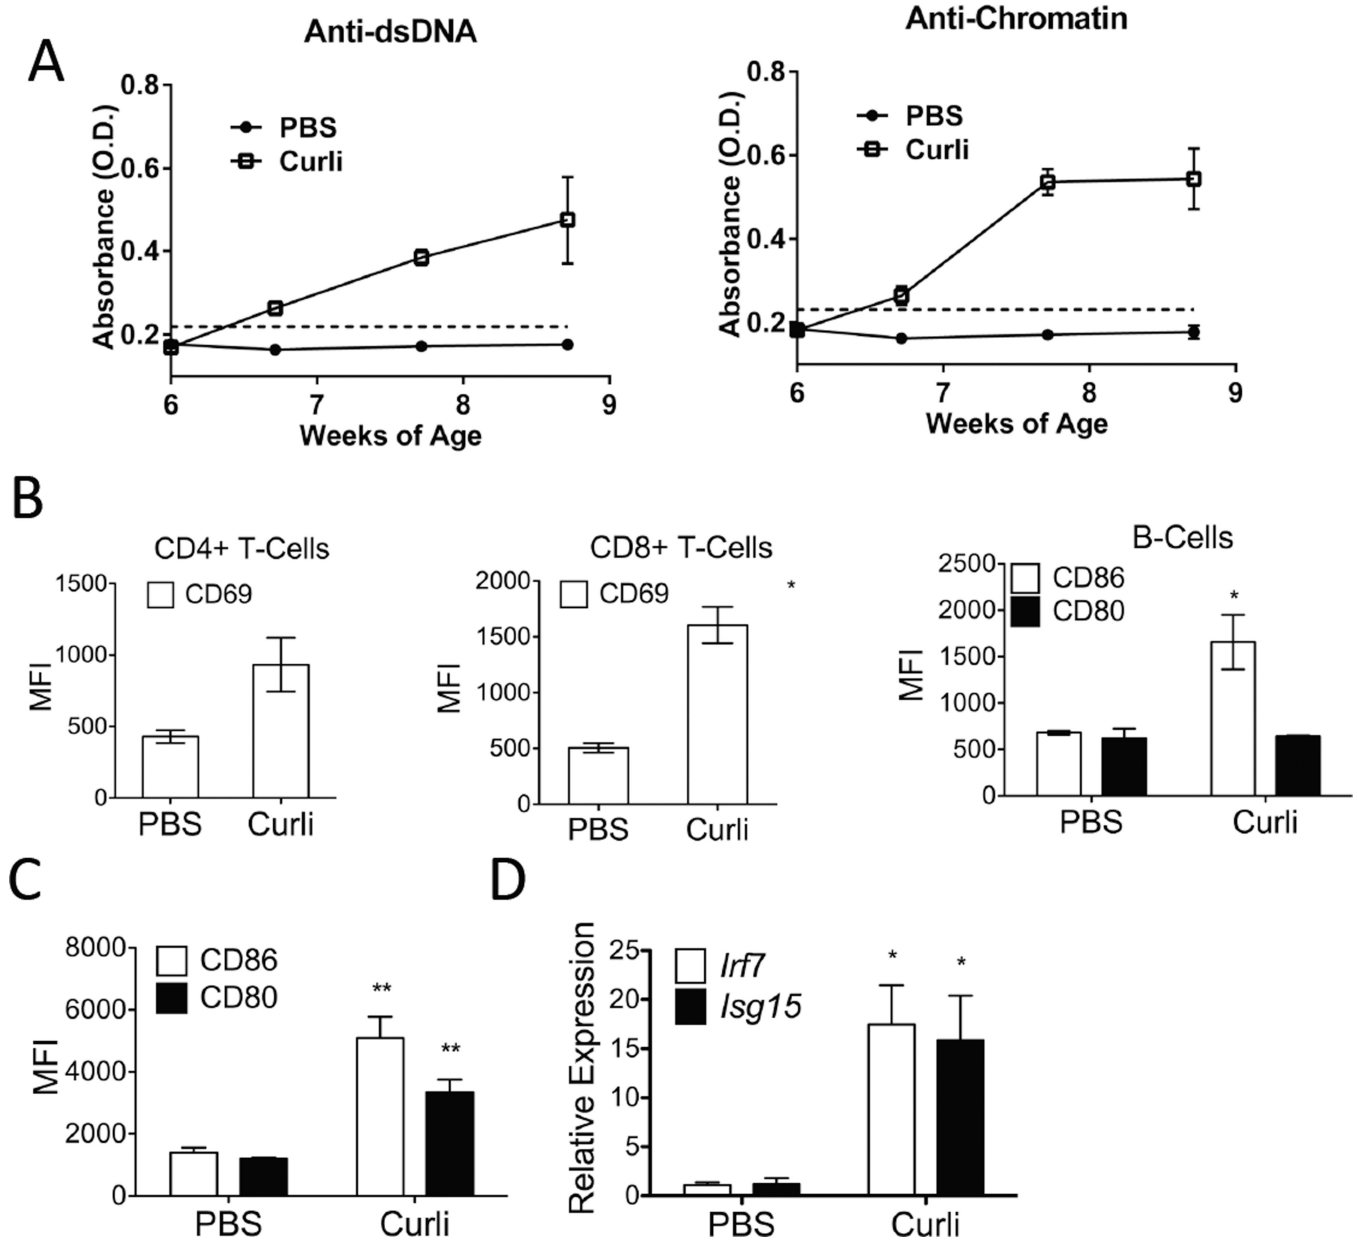 A
Anti-dsDNA
Absorbance (O.D.)
0.8
0.6
0.4
0.2
PBS
Curli
6 7 8 9
Weeks of Age
Anti-Chromatin
Absorbance (O.D.)
0.8
0.6
0.4
0.2
PBS
Curli
6 7 8 9
Weeks of Age
B
CD4+ T-Cells
MFI
1500
1000
500
0
CD69
PBS Curli
CD8+ T-Cells
MFI
2000
1500
1000
500
0
CD69
*
PBS Curli
B-Cells
MFI
2500
2000
1500
1000
500
0
CD86
CD80
*
PBS Curli
C
MFI
8000
6000
4000
2000
0
CD86
CD80
**
**
PBS Curli
D
Relative Expression
25
20
15
10
5
0
Irf7
Isg15
* *
PBS Curli